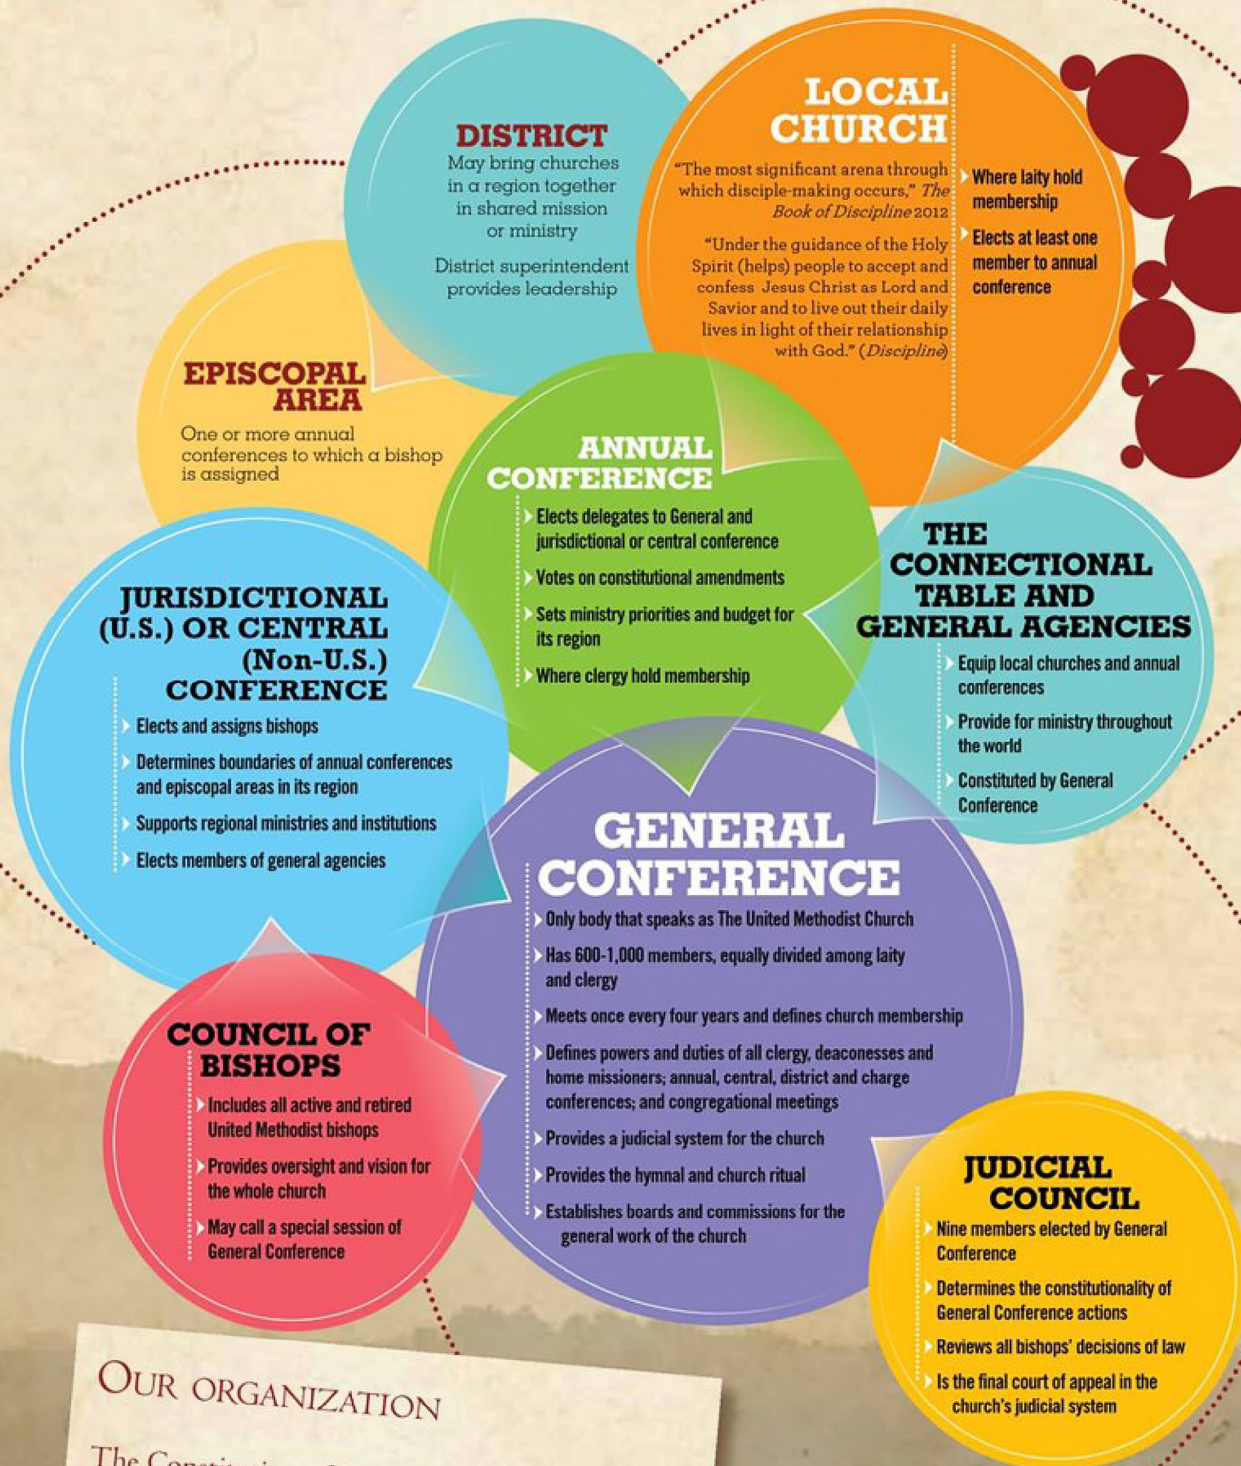 DISTRICT
May bring churches
in a region together
in shared mission
or ministry
District superintendent
provides leadership
LOCAL
CHURCH
“The most significant arena through
which disciple-making occurs,” The
Book of Discipline 2012
“Under the guidance of the Holy
Spirit (helps) people to accept and
confess Jesus Christ as Lord and
Savior and to live out their daily
lives in light of their relationship
with God.” (Discipline)
Where laity hold
membership
Elects at least one
member to annual
conference
EPISCOPAL
AREA
One or more annual
conferences to which a bishop
is assigned
ANNUAL
CONFERENCE
Elects delegates to General and
jurisdictional or central conference
Votes on constitutional amendments
Sets ministry priorities and budget for
its region
Where clergy hold membership
THE
CONNECTIONAL
TABLE AND
GENERAL AGENCIES
Equip local churches and annual
conferences
Provide for ministry throughout
the world
Constituted by General
Conference
JURISDICTIONAL
(U.S.) OR CENTRAL
(Non-U.S.)
CONFERENCE
Elects and assigns bishops
Determines boundaries of annual conferences
and episcopal areas in its region
Supports regional ministries and institutions
Elects members of general agencies
GENERAL
CONFERENCE
Only body that speaks as The United Methodist Church
Has 600-1,000 members, equally divided among laity
and clergy
Meets once every four years and defines church membership
Defines powers and duties of all clergy, deaconesses and
home missioners; annual, central, district and charge
conferences; and congregational meetings
Provides a judicial system for the church
Provides the hymnal and church ritual
Establishes boards and commissions for the
general work of the church
COUNCIL OF
BISHOPS
Includes all active and retired
United Methodist bishops
Provides oversight and vision for
the whole church
May call a special session of
General Conference
JUDICIAL
COUNCIL
Nine members elected by General
Conference
Determines the constitutionality of
General Conference actions
Reviews all bishops’ decisions of law
Is the final court of appeal in the
church’s judicial system
OUR ORGANIZATION
The